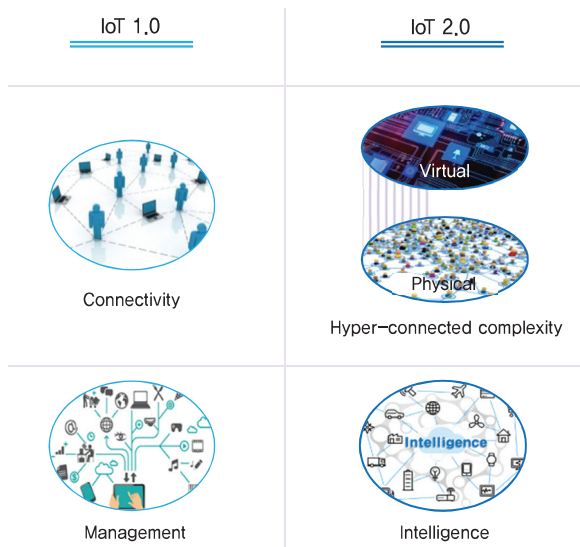 IoT 1.0
IoT 2.0
Virtual
Physical
Connectivity
Hyper-connected complexity
Intelligence
Management
Intelligence